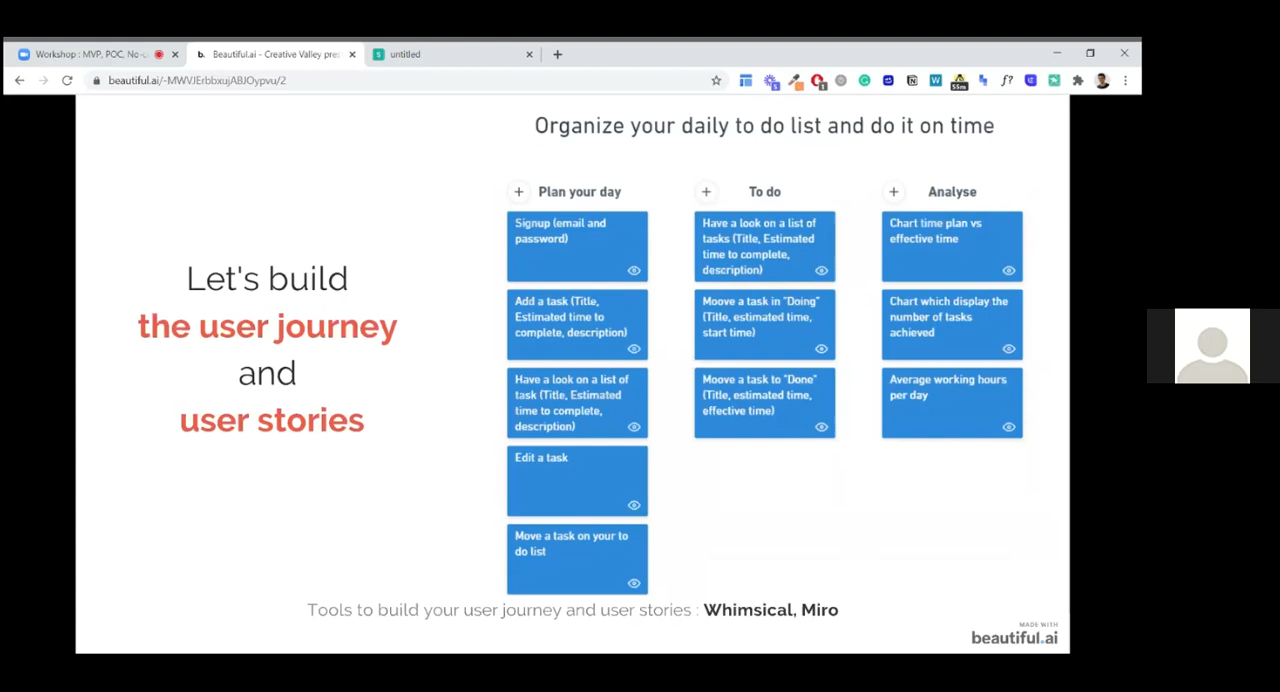 Workshop : MVP, POC, No-c
Beautiful.ai - Creative Valley pres
untitled
beautiful.ai/-MWVJErbbxujABJOypvu/2
55m
f?
Organize your daily to do list and do it on time
Let's build
the user journey
and
user stories
Plan your day
Signup (email and
password)
Add a task (Title,
Estimated time to
complete, description)
Have a look on a list of
task (Title, Estimated
time to complete,
description)
Edit a task
Move a task on your to
do list
To do
Have a look on a list of
tasks (Title, Estimated
time to complete,
description)
Moove a task in "Doing"
(Title, estimated time,
start time)
Moove a task to "Done"
(Title, estimated time,
effective time)
Analyse
Chart time plan vs
effective time
Chart which display the
number of tasks
achieved
Average working hours
per day
Tools to build your user journey and user stories : Whimsical, Miro
MADE WITH
beautiful.ai